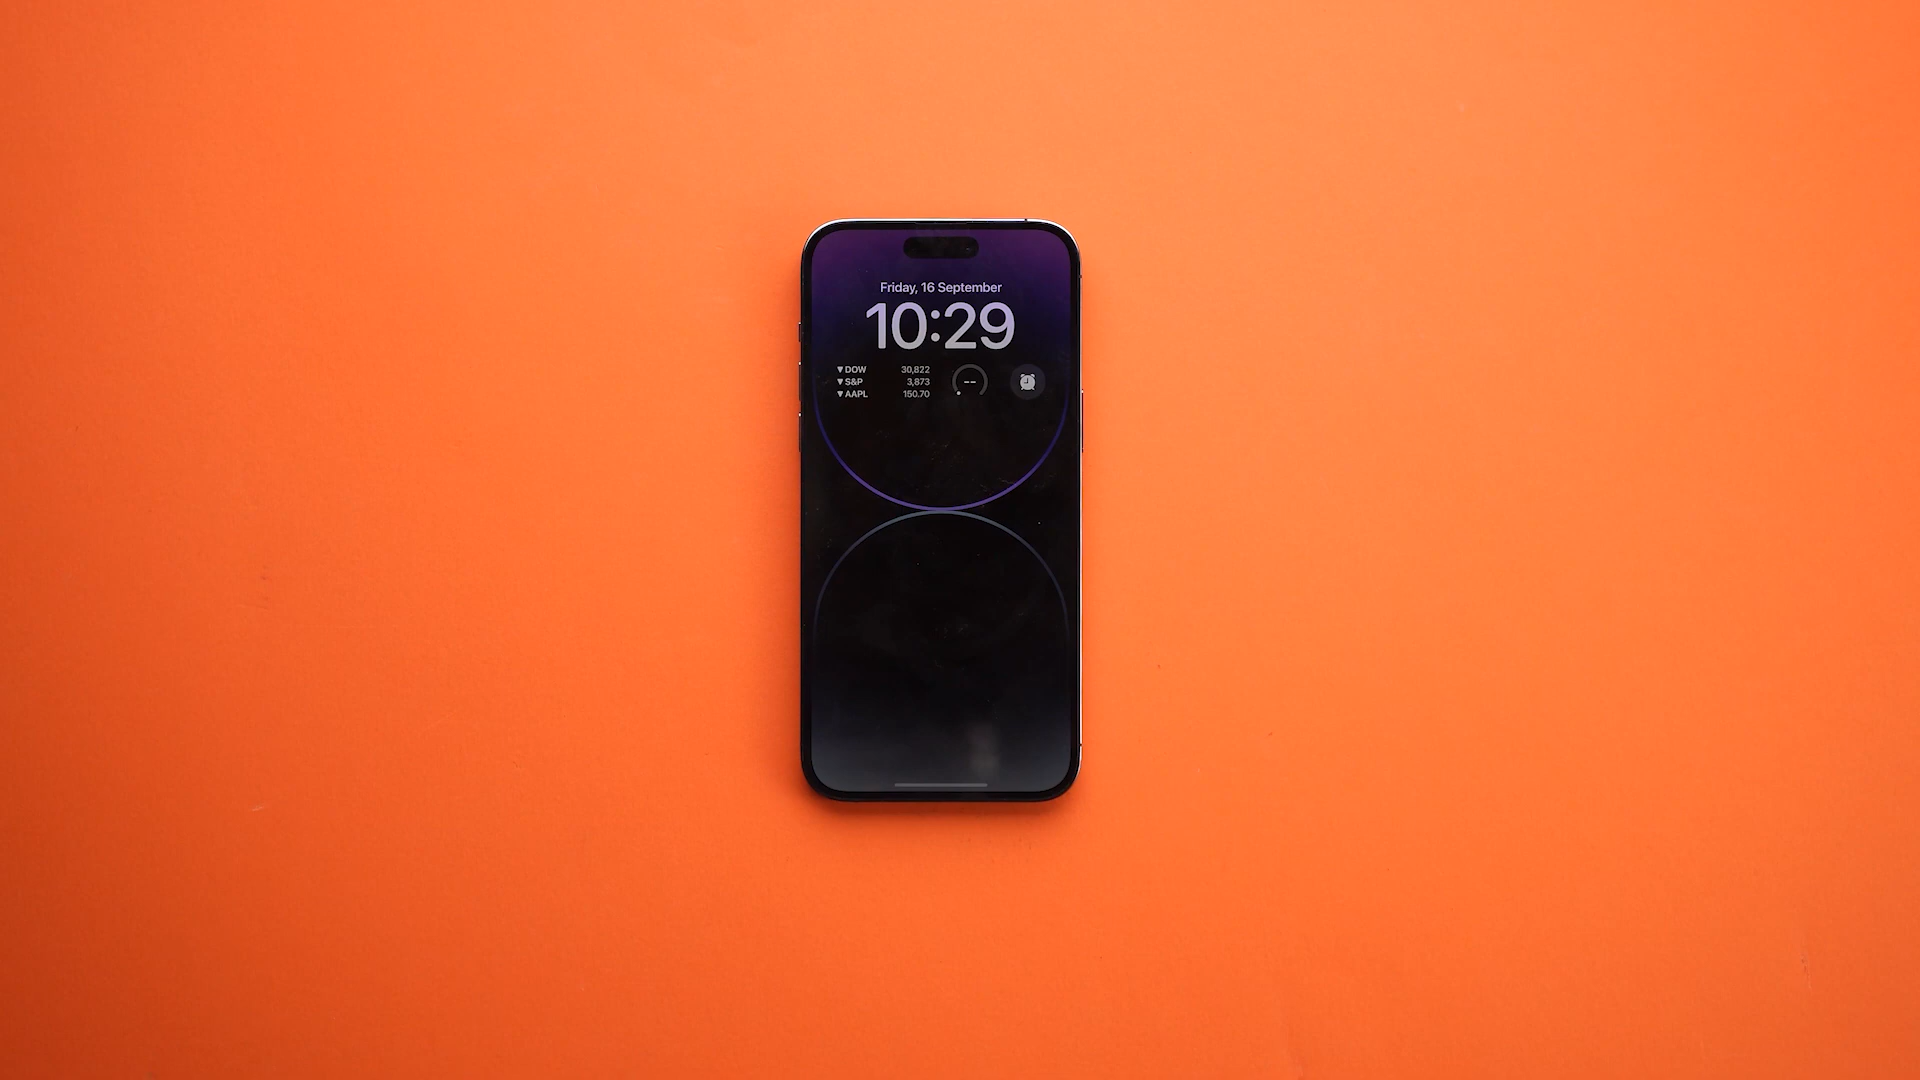 Friday, 16 September
10:29
▼ DOW 30,822
▼ S&P 3,873
▼ AAPL 150.70
--